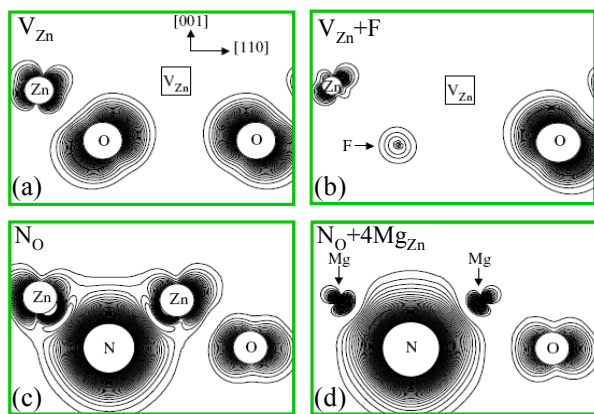 V_Zn
[001]
[110]
Zn
V_Zn
O
O
(a)
V_Zn+F
Zn
V_Zn
F
O
(b)
N_O
Zn
Zn
N
O
(c)
N_O+4Mg_Zn
Mg
Mg
N
O
(d)